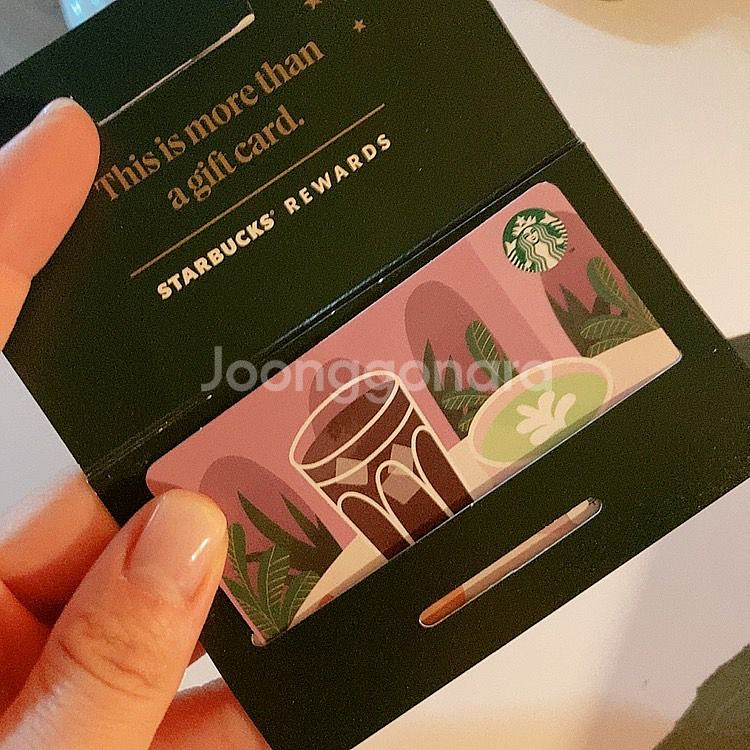 This is more than
a gift card.
STARBUCKS® REWARDS
Joonggonara